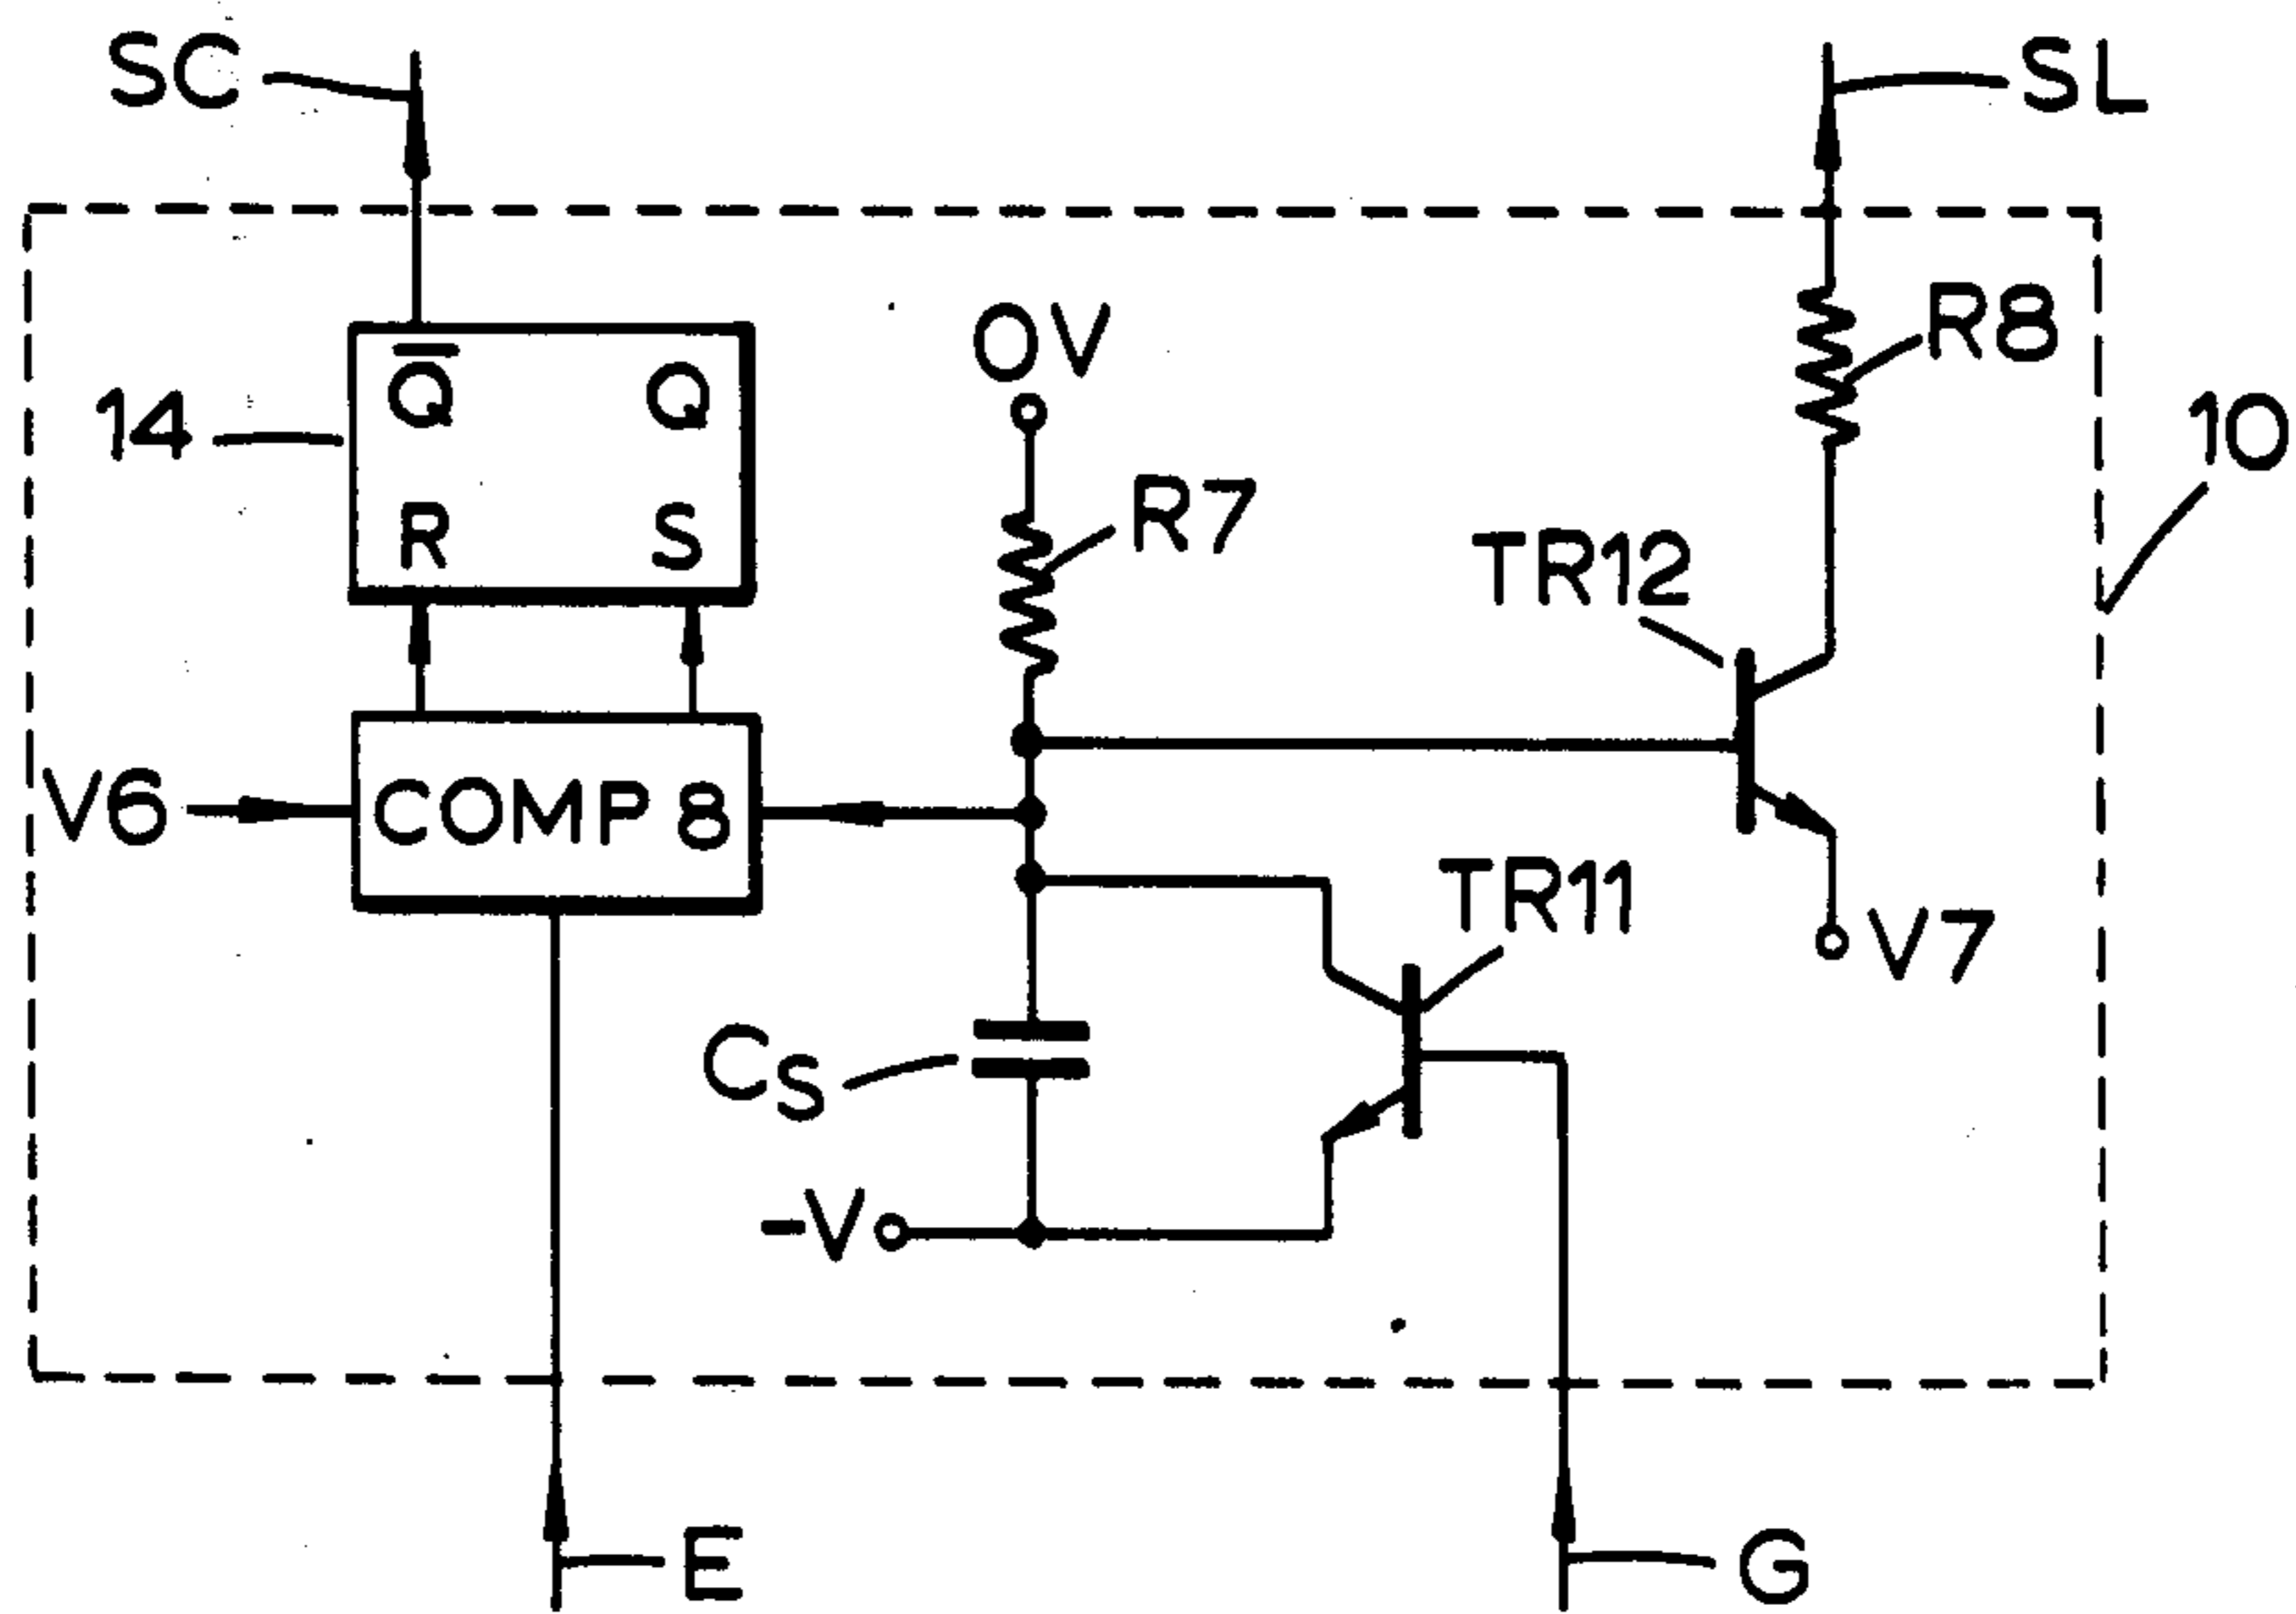 SC
SL
Q̅ Q
R S
14
0V
R7
R8
10
TR12
V6
COMP 8
TR11
V7
CS
-V
E
G